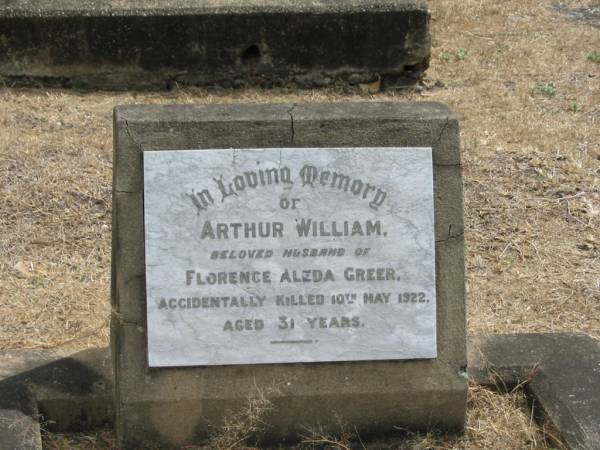 In Loving Memory
OF
ARTHUR WILLIAM,
BELOVED HUSBAND OF
FLORENCE ALZDA GREER,
ACCIDENTALLY KILLED 10TH MAY 1922,
AGED 31 YEARS.